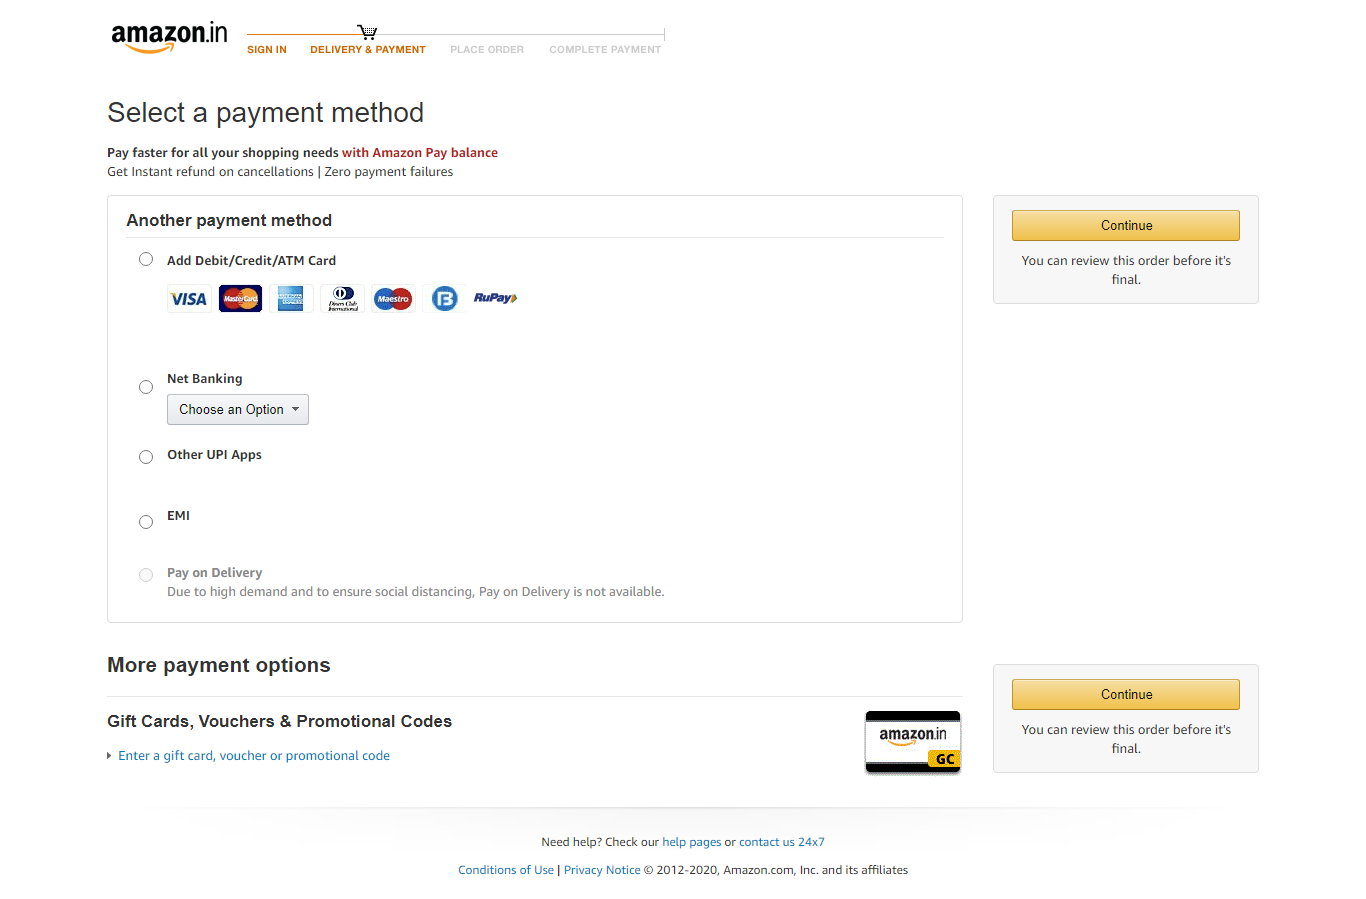 amazon.in
SIGN IN DELIVERY & PAYMENT PLACE ORDER COMPLETE PAYMENT
Select a payment method
Pay faster for all your shopping needs with Amazon Pay balance
Get Instant refund on cancellations | Zero payment failures
Another payment method
Add Debit/Credit/ATM Card
VISA MasterCard AMERICAN EXPRESS Diners Club International Maestro B RuPay
Net Banking
Choose an Option
Other UPI Apps
EMI
Pay on Delivery
Due to high demand and to ensure social distancing, Pay on Delivery is not available.
Continue
You can review this order before it's
final.
More payment options
Gift Cards, Vouchers & Promotional Codes
Enter a gift card, voucher or promotional code
amazon.in
GC
Continue
You can review this order before it's
final.
Need help? Check our help pages or contact us 24x7
Conditions of Use | Privacy Notice © 2012-2020, Amazon.com, Inc. and its affiliates